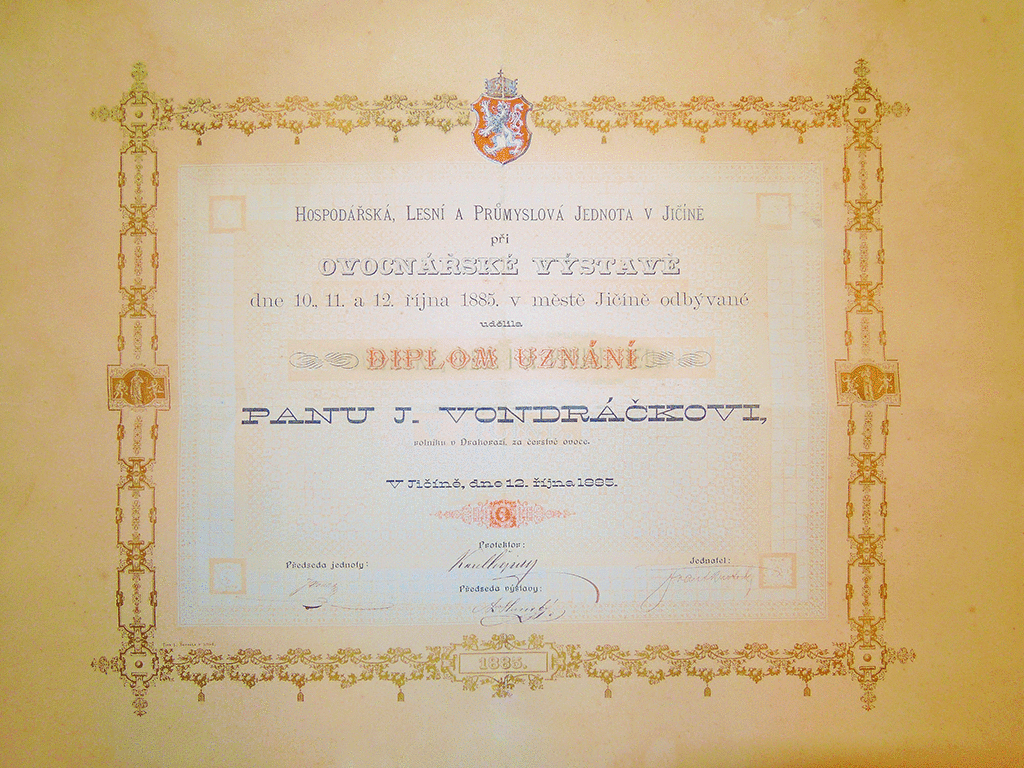 Hospodářská, Lesní a Průmyslová Jednota v Jičíně
při
OVOCNÁŘSKÉ VÝSTAVĚ
dne 10., 11. a 12. října 1885. v městě Jičíně odbývané
udělila
DIPLOM UZNÁNÍ
PANU J. VONDRÁČKOVI,
rolníku v Drahorazi, za čerstvé ovoce.
V Jičíně, dne 12. října 1885.
Protektor:
Předseda jednoty:
Jednatel:
Předseda výstavy:
1885.